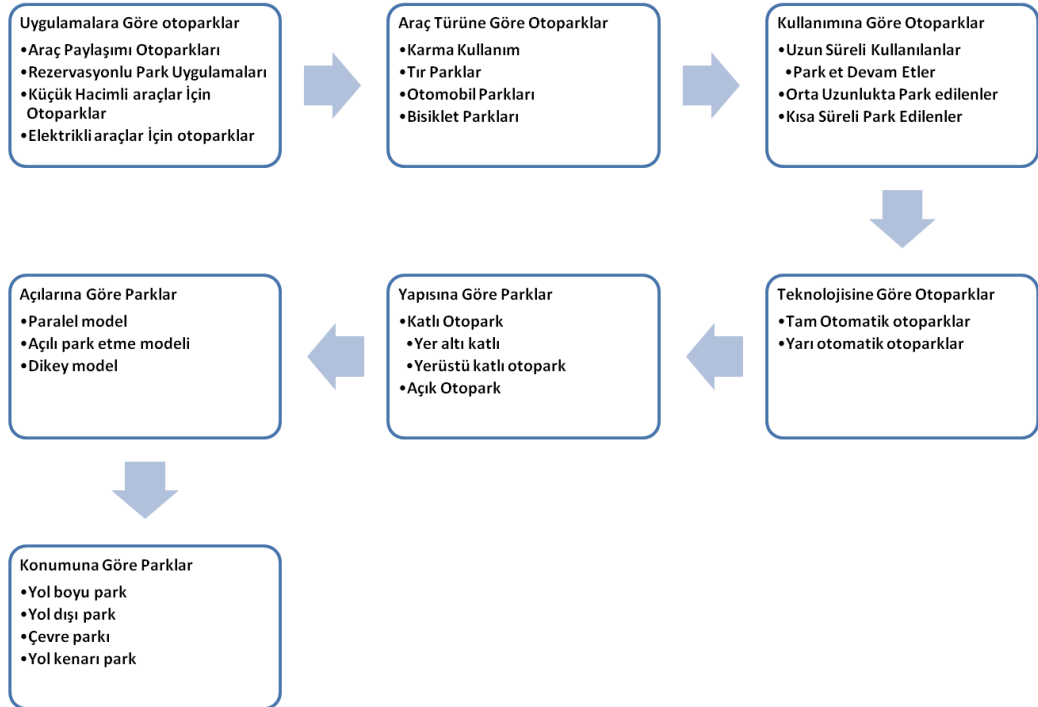 Uygulamalara Göre otoparklar
•Araç Paylaşımı Otoparkları
•Rezervasyonlu Park Uygulamaları
•Küçük Hacimli araçlar İçin
Otoparklar
•Elektrikli araçlar İçin otoparklar
Araç Türüne Göre Otoparklar
•Karma Kullanım
•Tır Parklar
•Otomobil Parkları
•Bisiklet Parkları
Kullanımına Göre Otoparklar
•Uzun Süreli Kullanılanlar
•Park et Devam Etler
•Orta Uzunlukta Park edilenler
•Kısa Süreli Park Edilenler
Teknolojisine Göre Otoparklar
•Tam Otomatik otoparklar
•Yarı otomatik otoparklar
Yapısına Göre Parklar
•Katlı Otopark
•Yer altı katlı
•Yerüstü katlı otopark
•Açık Otopark
Açılarına Göre Parklar
•Paralel model
•Açılı park etme modeli
•Dikey model
Konumuna Göre Parklar
•Yol boyu park
•Yol dışı park
•Çevre parkı
•Yol kenarı park